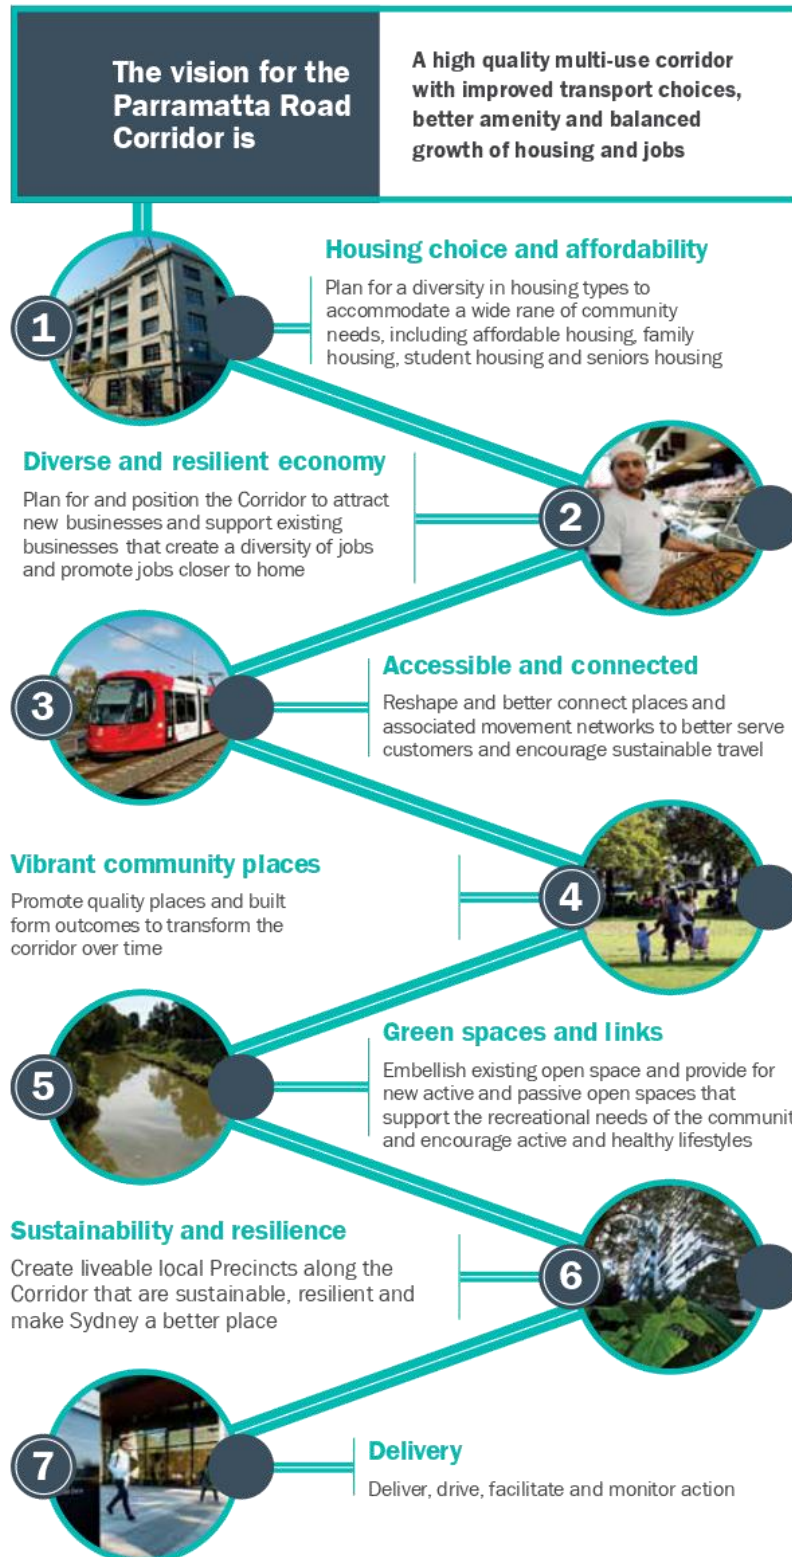 The vision for the
Parramatta Road
Corridor is
A high quality multi-use corridor
with improved transport choices,
better amenity and balanced
growth of housing and jobs
1
Housing choice and affordability
Plan for a diversity in housing types to
accommodate a wide rane of community
needs, including affordable housing, family
housing, student housing and seniors housing
Diverse and resilient economy
Plan for and position the Corridor to attract
new businesses and support existing
businesses that create a diversity of jobs
and promote jobs closer to home
2
3
Accessible and connected
Reshape and better connect places and
associated movement networks to better serve
customers and encourage sustainable travel
Vibrant community places
Promote quality places and built
form outcomes to transform the
corridor over time
4
5
Green spaces and links
Embellish existing open space and provide for
new active and passive open spaces that
support the recreational needs of the communit
and encourage active and healthy lifestyles
Sustainability and resilience
Create liveable local Precincts along the
Corridor that are sustainable, resilient and
make Sydney a better place
6
7
Delivery
Deliver, drive, facilitate and monitor action